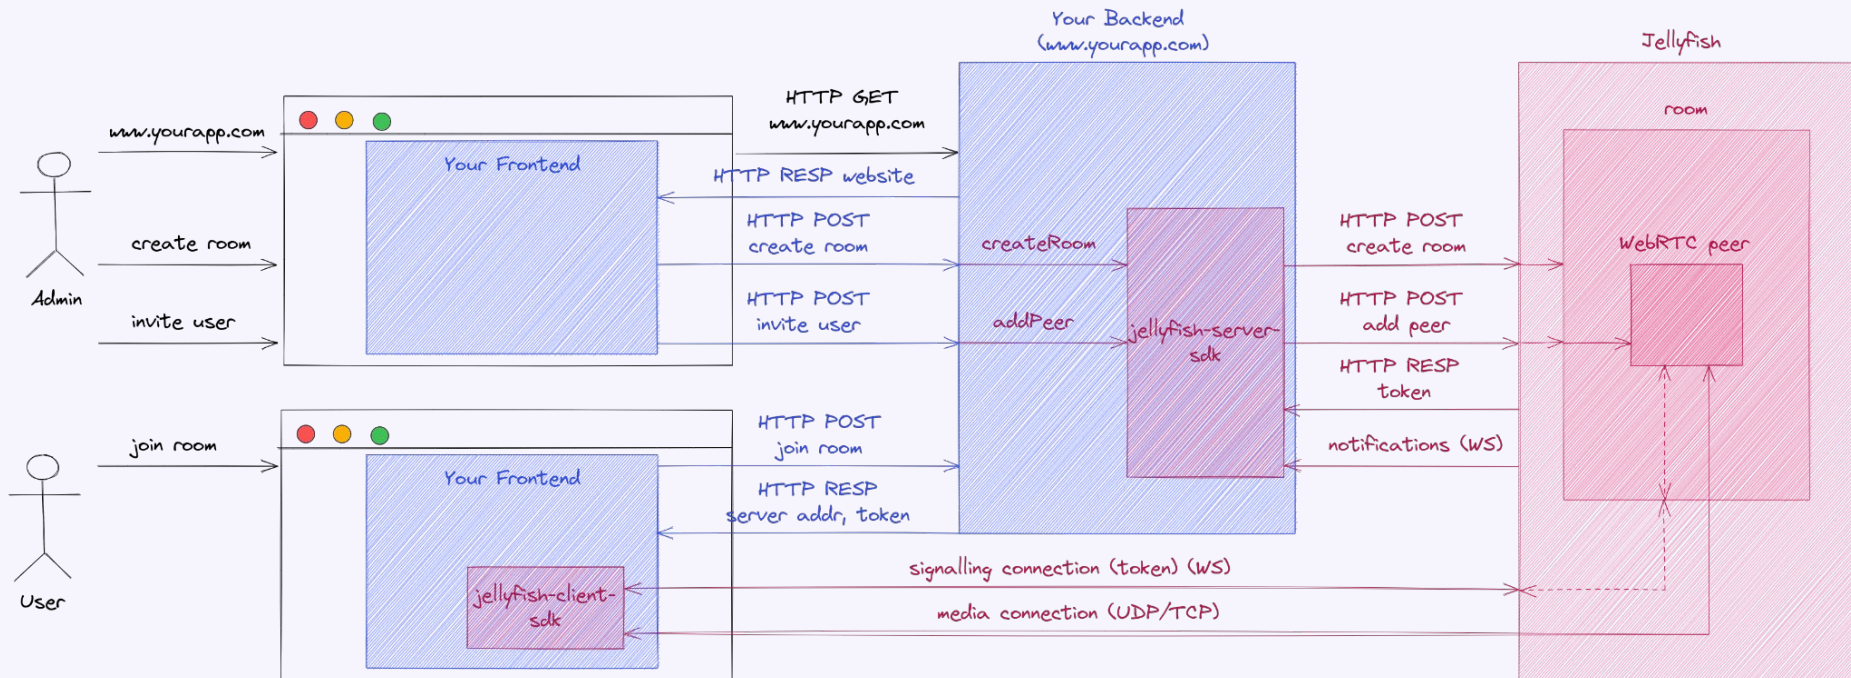 Your Backend
(www.yourapp.com)
Jellyfish
HTTP GET
www.yourapp.com
room
www.yourapp.com
Your Frontend
HTTP RESP website
HTTP POST
create room
create room
createRoom
HTTP POST
create room
WebRTC peer
Admin
invite user
HTTP POST
invite user
addPeer
jellyfish-server-
sdk
HTTP POST
add peer
HTTP RESP
token
notifications (WS)
join room
Your Frontend
HTTP POST
join room
HTTP RESP
server addr, token
User
jellyfish-client-
sdk
signalling connection (token) (WS)
media connection (UDP/TCP)